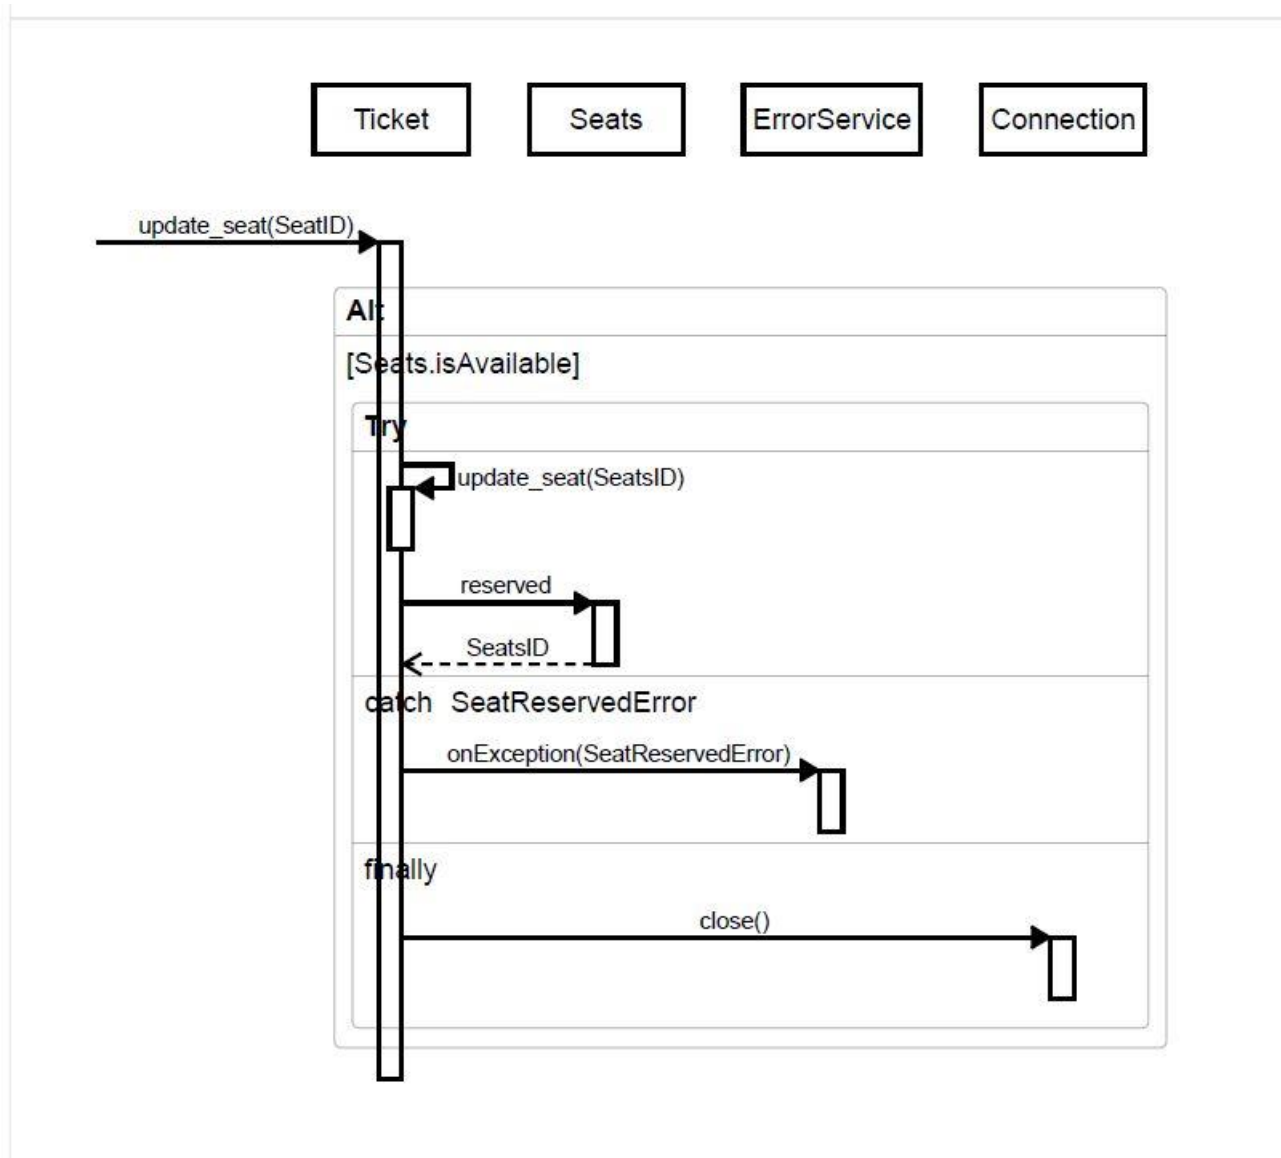 Ticket
Seats
ErrorService
Connection
update_seat(SeatID)
Alt
[Seats.isAvailable]
Try
update_seat(SeatsID)
reserved
SeatsID
catch SeatReservedError
onException(SeatReservedError)
finally
close()